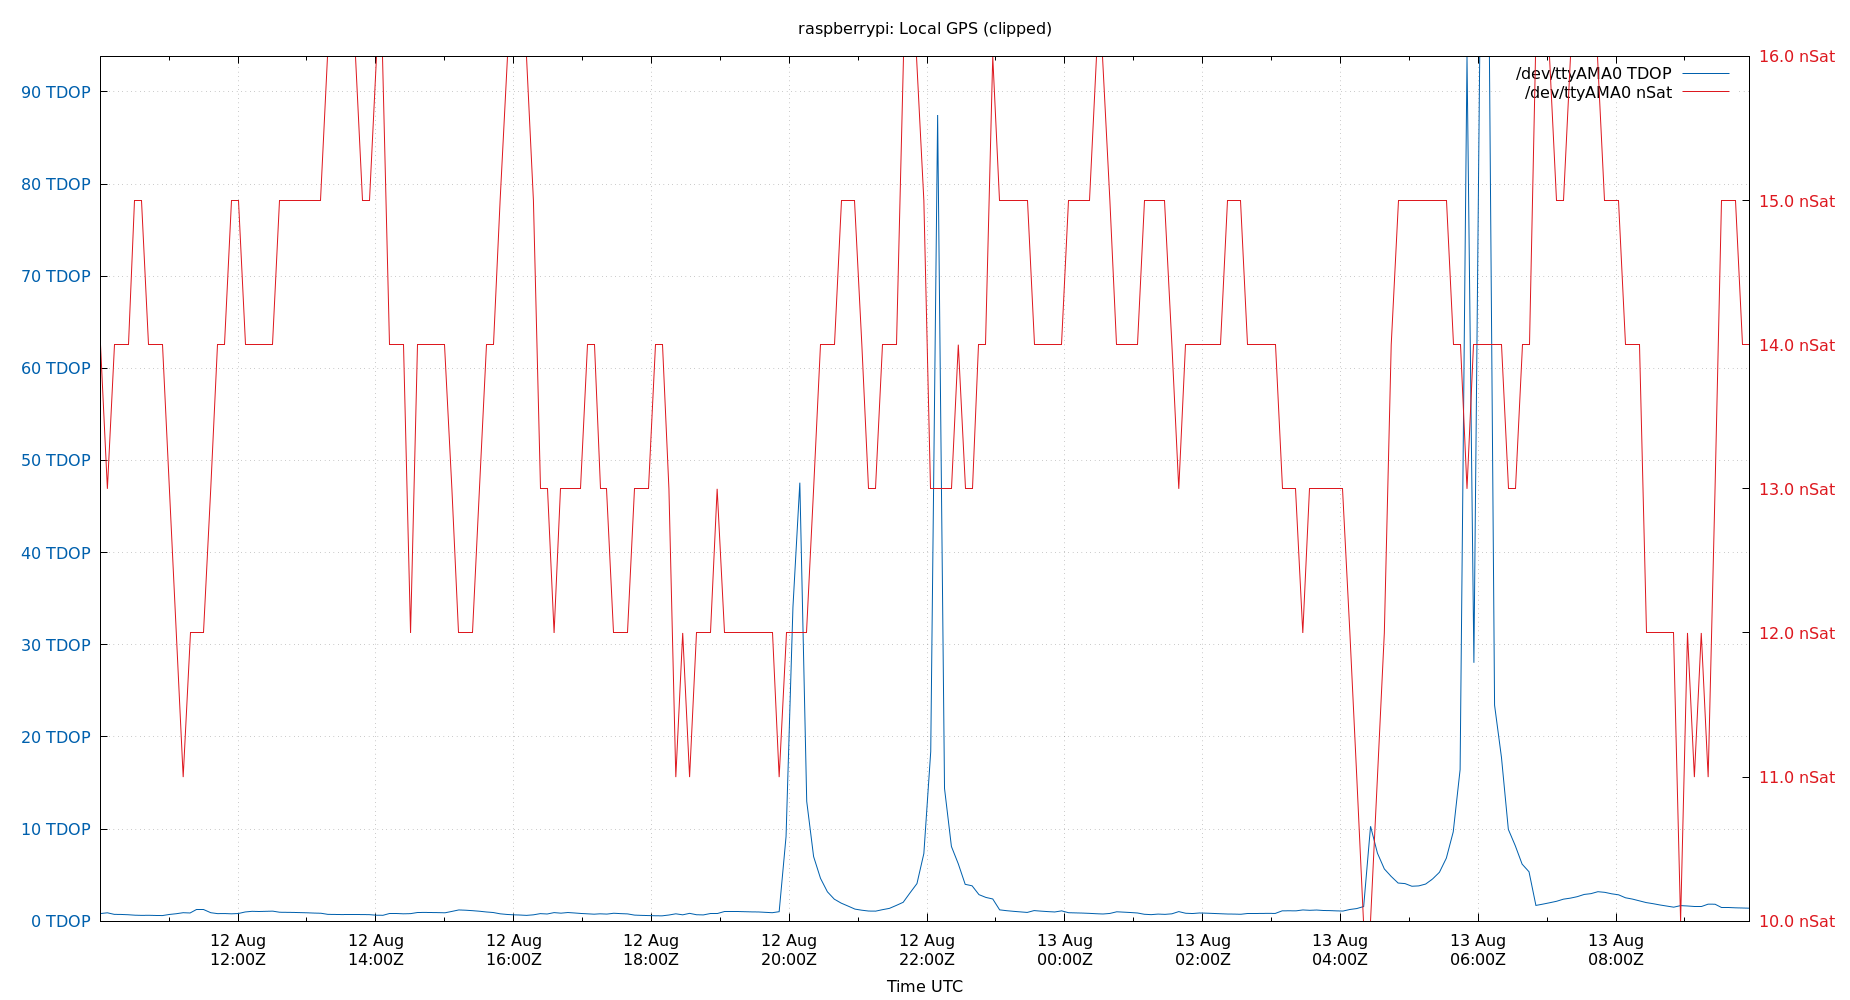 raspberrypi: Local GPS (clipped)
/dev/ttyAMA0 TDOP
/dev/ttyAMA0 nSat
90 TDOP
80 TDOP
70 TDOP
60 TDOP
50 TDOP
40 TDOP
30 TDOP
20 TDOP
10 TDOP
0 TDOP
16.0 nSat
15.0 nSat
14.0 nSat
13.0 nSat
12.0 nSat
11.0 nSat
10.0 nSat
12 Aug
12:00Z
12 Aug
14:00Z
12 Aug
16:00Z
12 Aug
18:00Z
12 Aug
20:00Z
12 Aug
22:00Z
13 Aug
00:00Z
13 Aug
02:00Z
13 Aug
04:00Z
13 Aug
06:00Z
13 Aug
08:00Z
Time UTC